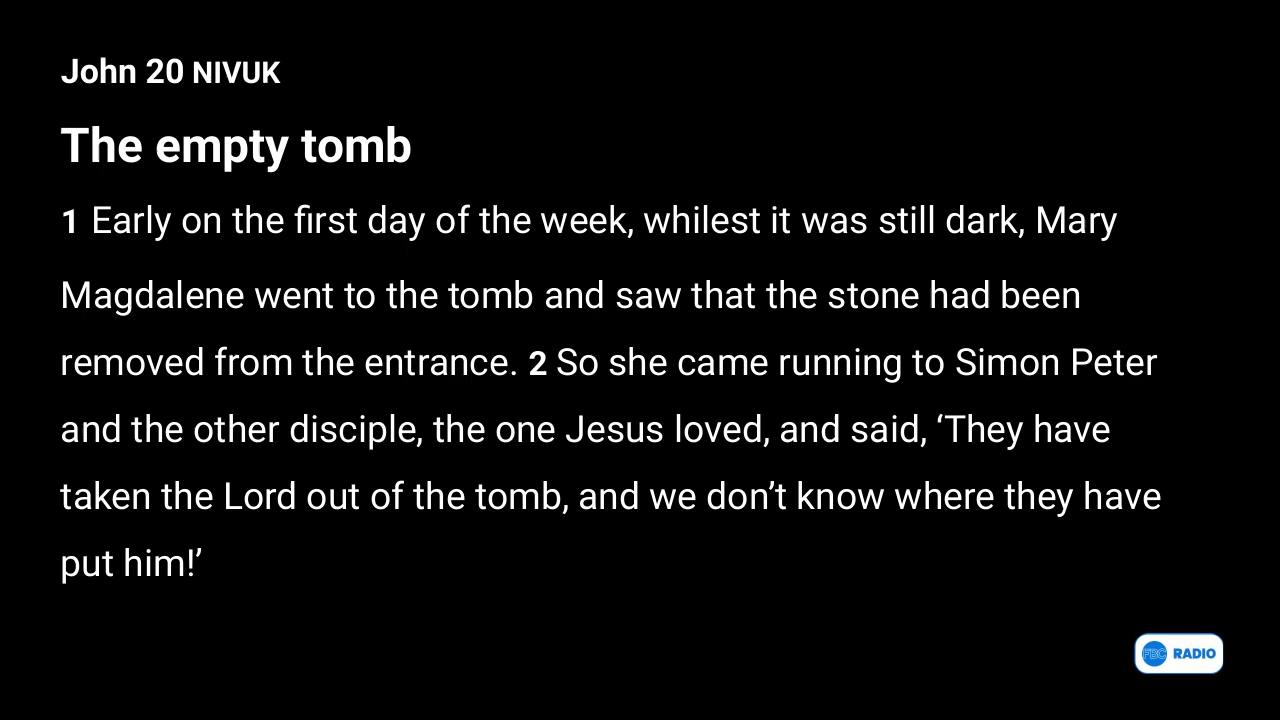 John 20 NIVUK
The empty tomb
1 Early on the first day of the week, whilest it was still dark, Mary
Magdalene went to the tomb and saw that the stone had been
removed from the entrance. 2 So she came running to Simon Peter
and the other disciple, the one Jesus loved, and said, ‘They have
taken the Lord out of the tomb, and we don’t know where they have
put him!’
FBC RADIO